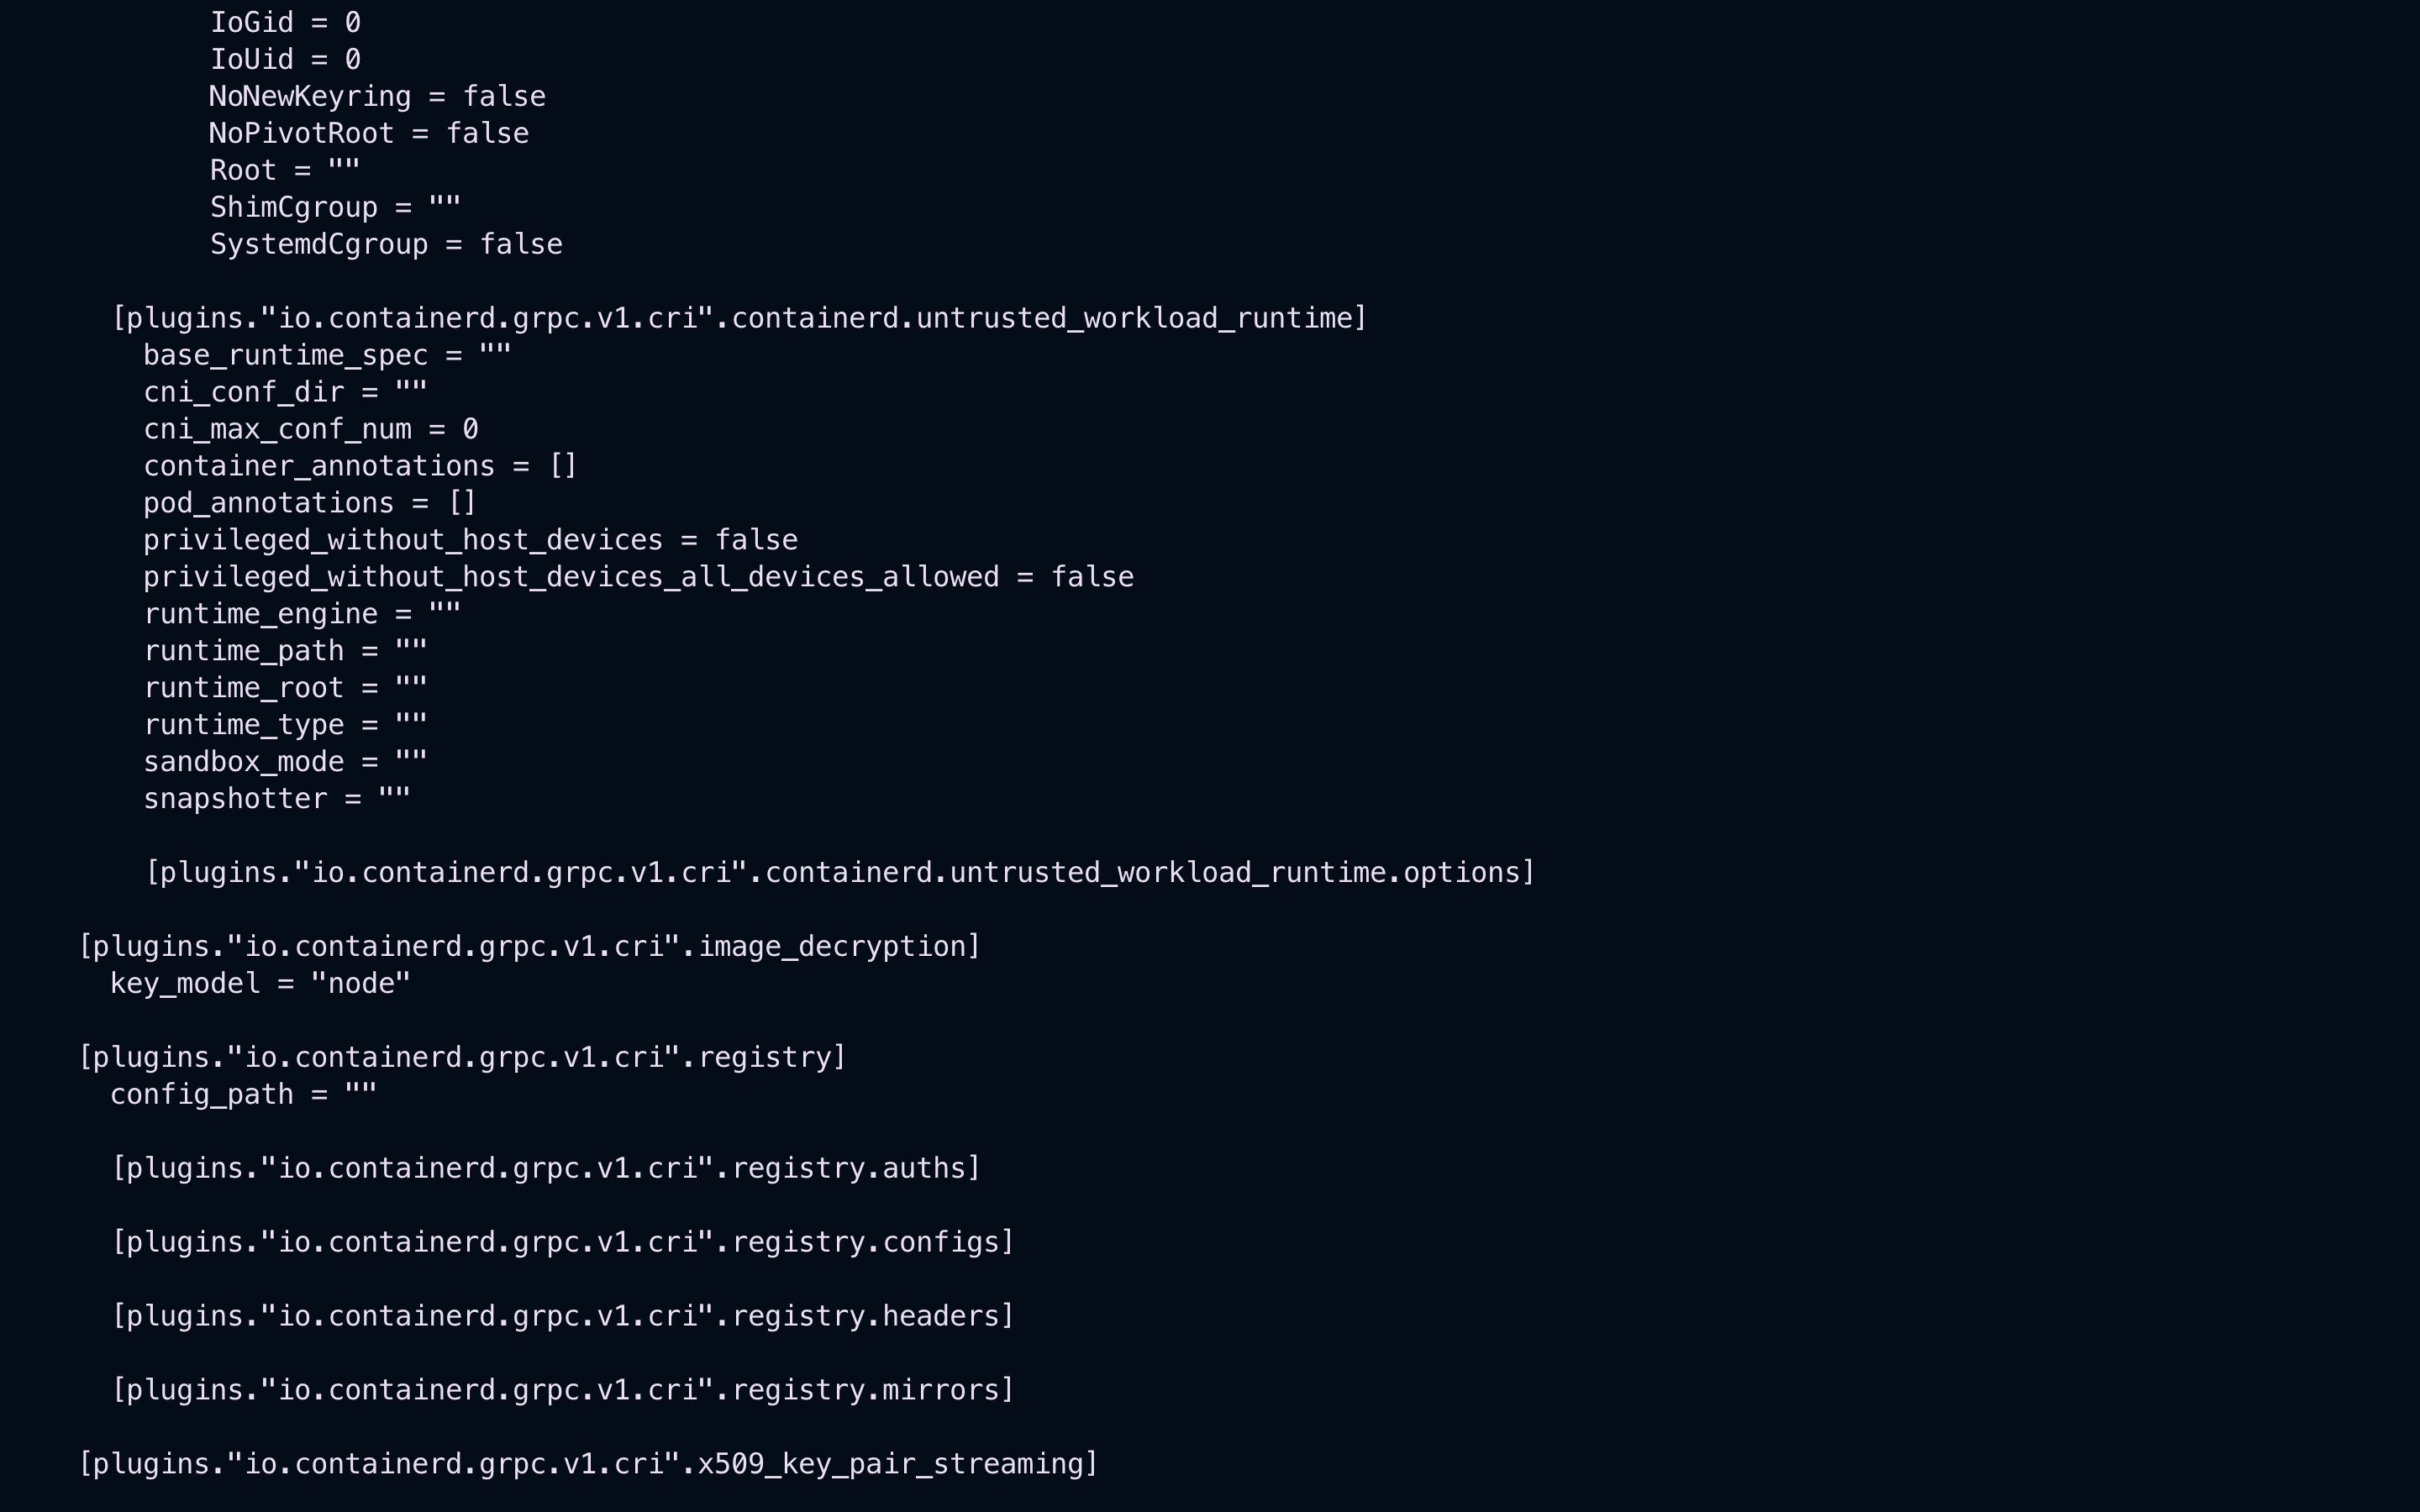 IoGid = 0
IoUid = 0
NoNewKeyring = false
NoPivotRoot = false
Root = ""
ShimCgroup = ""
SystemdCgroup = false
[plugins."io.containerd.grpc.v1.cri".containerd.untrusted_workload_runtime]
base_runtime_spec = ""
cni_conf_dir = ""
cni_max_conf_num = 0
container_annotations = []
pod_annotations = []
privileged_without_host_devices = false
privileged_without_host_devices_all_devices_allowed = false
runtime_engine = ""
runtime_path = ""
runtime_root = ""
runtime_type = ""
sandbox_mode = ""
snapshotter = ""
[plugins."io.containerd.grpc.v1.cri".containerd.untrusted_workload_runtime.options]
[plugins."io.containerd.grpc.v1.cri".image_decryption]
key_model = "node"
[plugins."io.containerd.grpc.v1.cri".registry]
config_path = ""
[plugins."io.containerd.grpc.v1.cri".registry.auths]
[plugins."io.containerd.grpc.v1.cri".registry.configs]
[plugins."io.containerd.grpc.v1.cri".registry.headers]
[plugins."io.containerd.grpc.v1.cri".registry.mirrors]
[plugins."io.containerd.grpc.v1.cri".x509_key_pair_streaming]